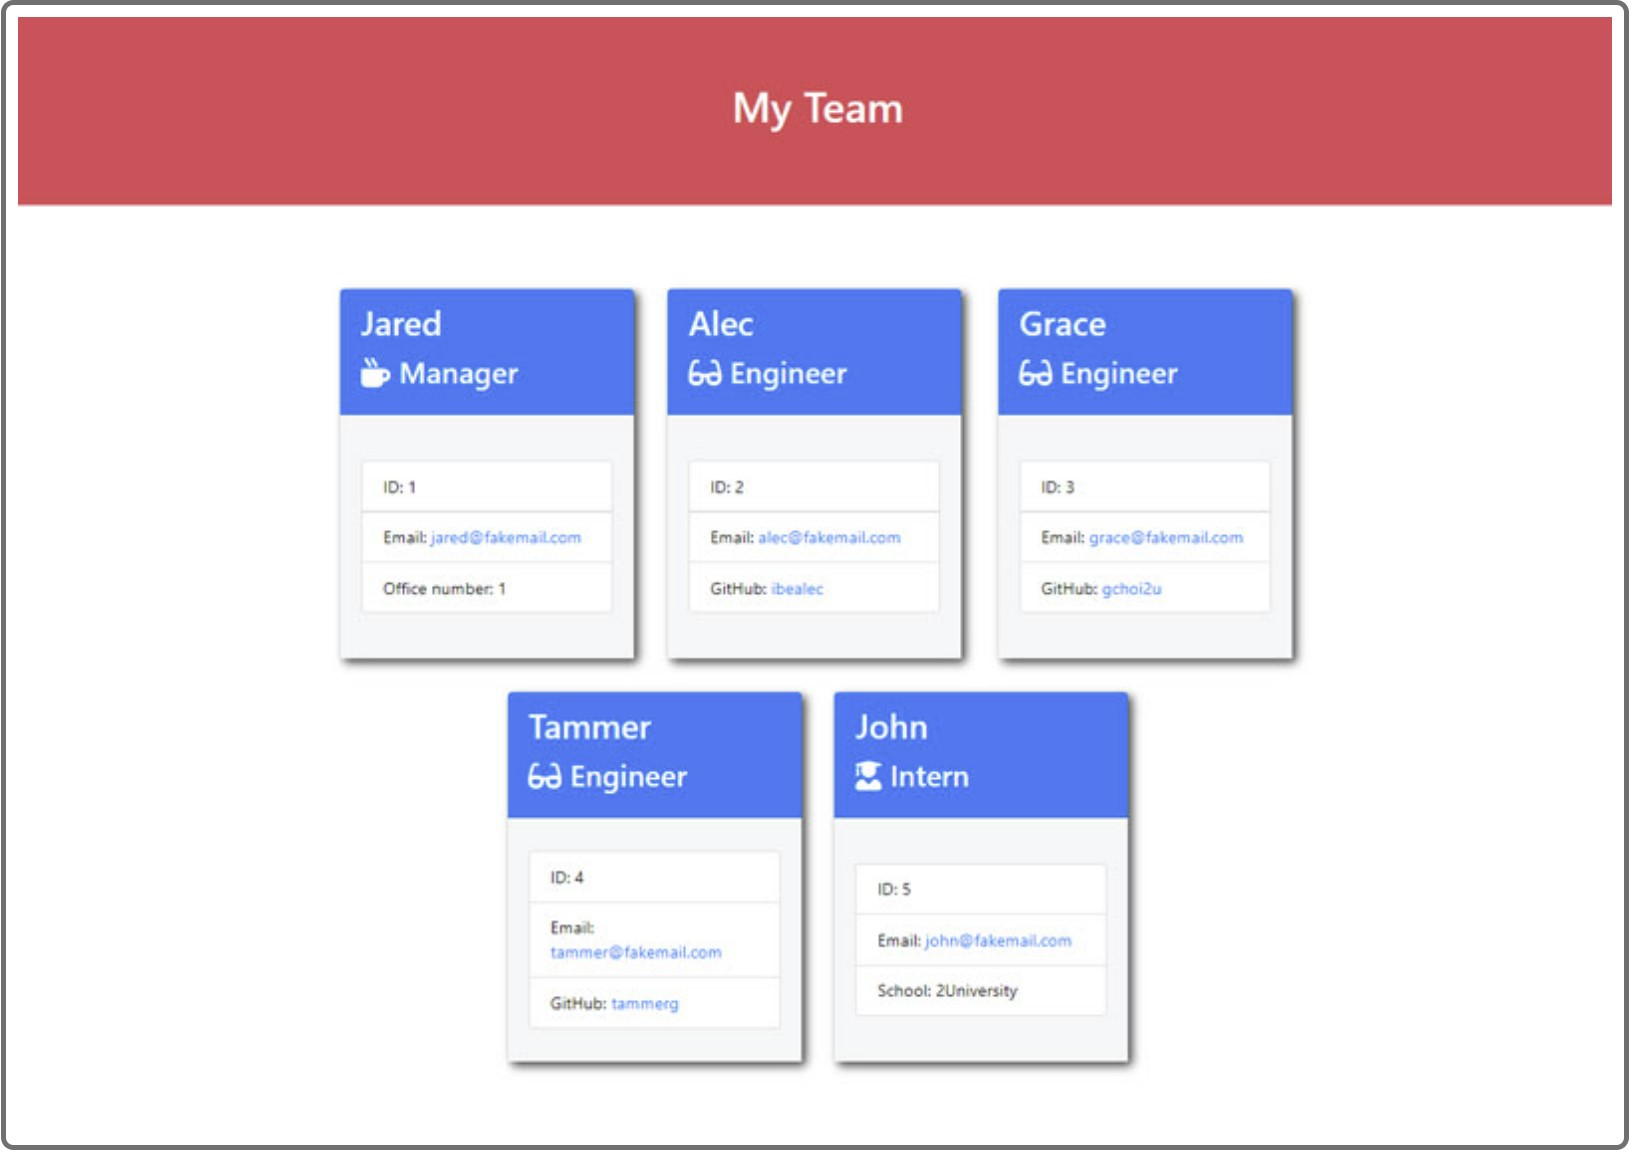 My Team
Jared
Manager
ID: 1
Email: jared@fakemail.com
Office number: 1
Alec
Engineer
ID: 2
Email: alec@fakemail.com
GitHub: ibealec
Grace
Engineer
ID: 3
Email: grace@fakemail.com
GitHub: gchoi2u
Tammer
Engineer
ID: 4
Email:
tammer@fakemail.com
GitHub: tammerg
John
Intern
ID: 5
Email: john@fakemail.com
School: 2University